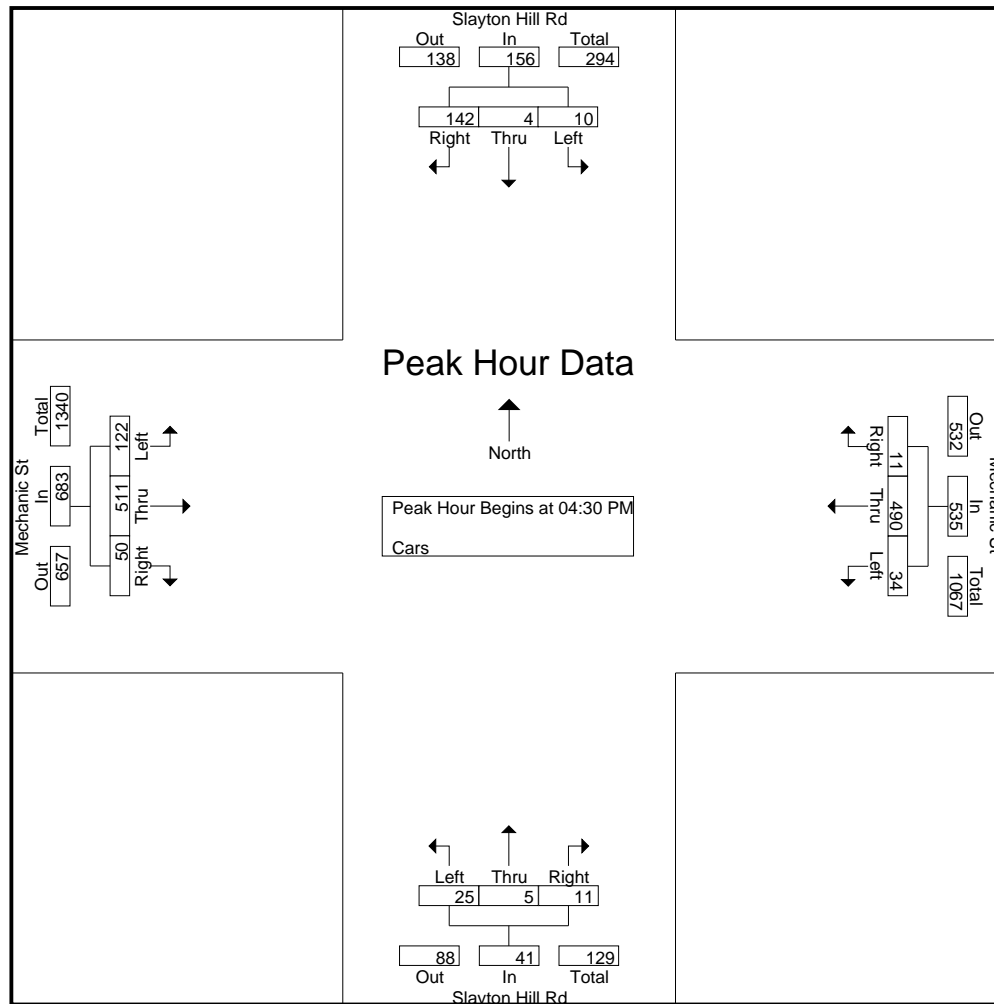 Slayton Hill Rd
Out In Total
138 156 294
142 4 10
Right Thru Left
Peak Hour Data
North
Peak Hour Begins at 04:30 PM
Cars
Mechanic St
Total In Out
1340 683 657
122 511 50
Left Thru Right
Right Thru Left
11 490 34
Out In Total
532 535 1067
Mechanic St
Left Thru Right
25 5 11
88 41 129
Out In Total
Slayton Hill Rd